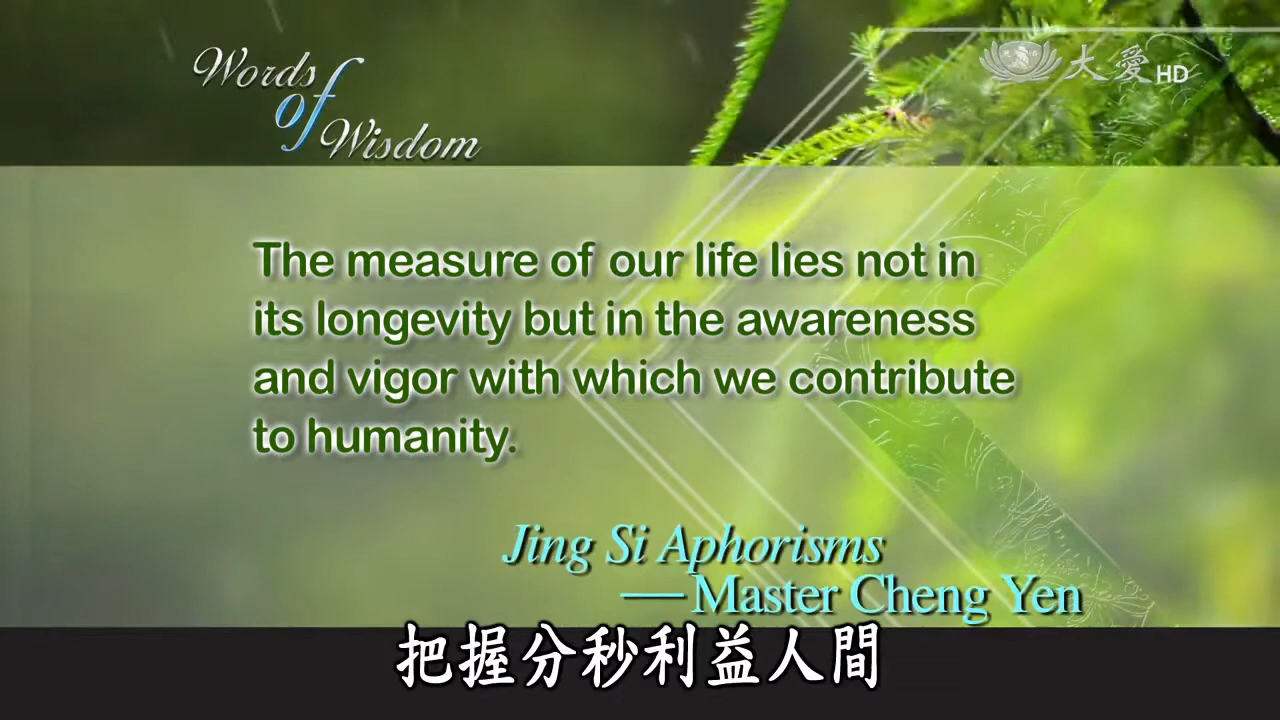 Words
of
Wisdom
大愛HD
The measure of our life lies not in
its longevity but in the awareness
and vigor with which we contribute
to humanity.
Jing Si Aphorisms
—Master Cheng Yen
把握分秒利益人間